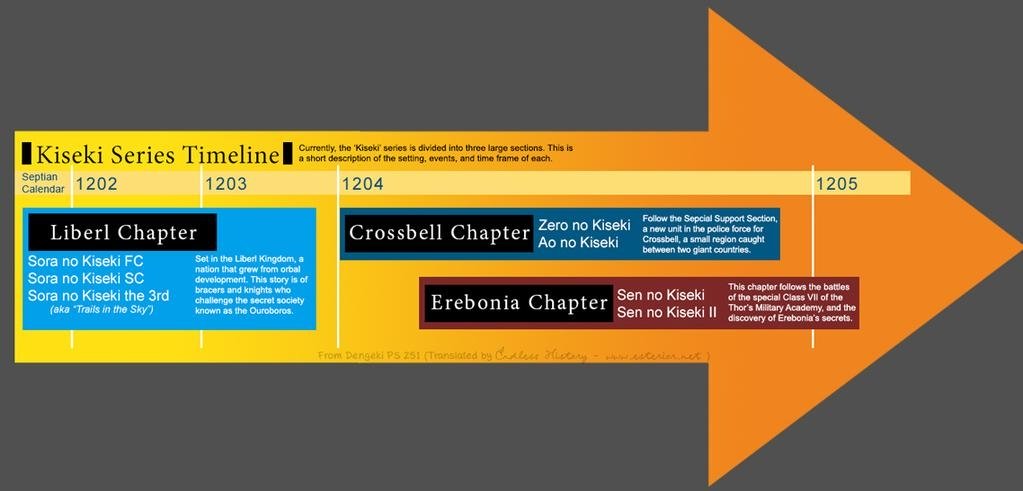 Kiseki Series Timeline
Currently, the 'Kiseki' series is divided into three large sections. This is
a short description of the setting, events, and time frame of each.
Septian
Calendar
1202
1203
1204
1205
Liberl Chapter
Sora no Kiseki FC
Sora no Kiseki SC
Sora no Kiseki the 3rd
(aka "Trails in the Sky")
Set in the Liberl Kingdom, a
nation that grew from orbal
development. This story is of
bracers and knights who
challenge the secret society
known as the Ouroboros.
Crossbell Chapter
Zero no Kiseki
Ao no Kiseki
Follow the Sepcial Support Section,
a new unit in the police force for
Crossbell, a small region caught
between two giant countries.
Erebonia Chapter
Sen no Kiseki
Sen no Kiseki II
This chapter follows the battles
of the special Class VII of the
Thor's Military Academy, and the
discovery of Erebonia's secrets.
From Dengeki PS 251 (Translated by Endless History - www.esterior.net )